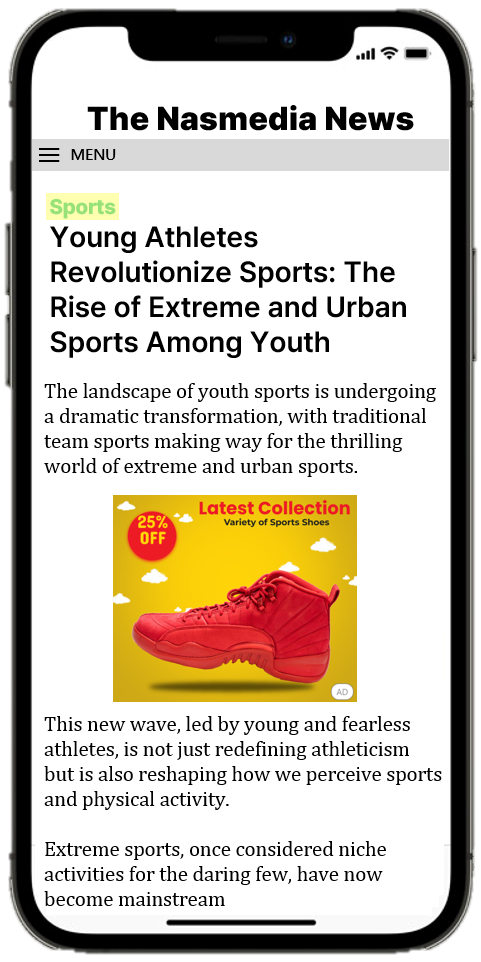 The Nasmedia News
MENU
Sports
Young Athletes
Revolutionize Sports: The
Rise of Extreme and Urban
Sports Among Youth
The landscape of youth sports is undergoing
a dramatic transformation, with traditional
team sports making way for the thrilling
world of extreme and urban sports.
Latest Collection
Variety of Sports Shoes
25%
OFF
AD
This new wave, led by young and fearless
athletes, is not just redefining athleticism
but is also reshaping how we perceive sports
and physical activity.
Extreme sports, once considered niche
activities for the daring few, have now
become mainstream